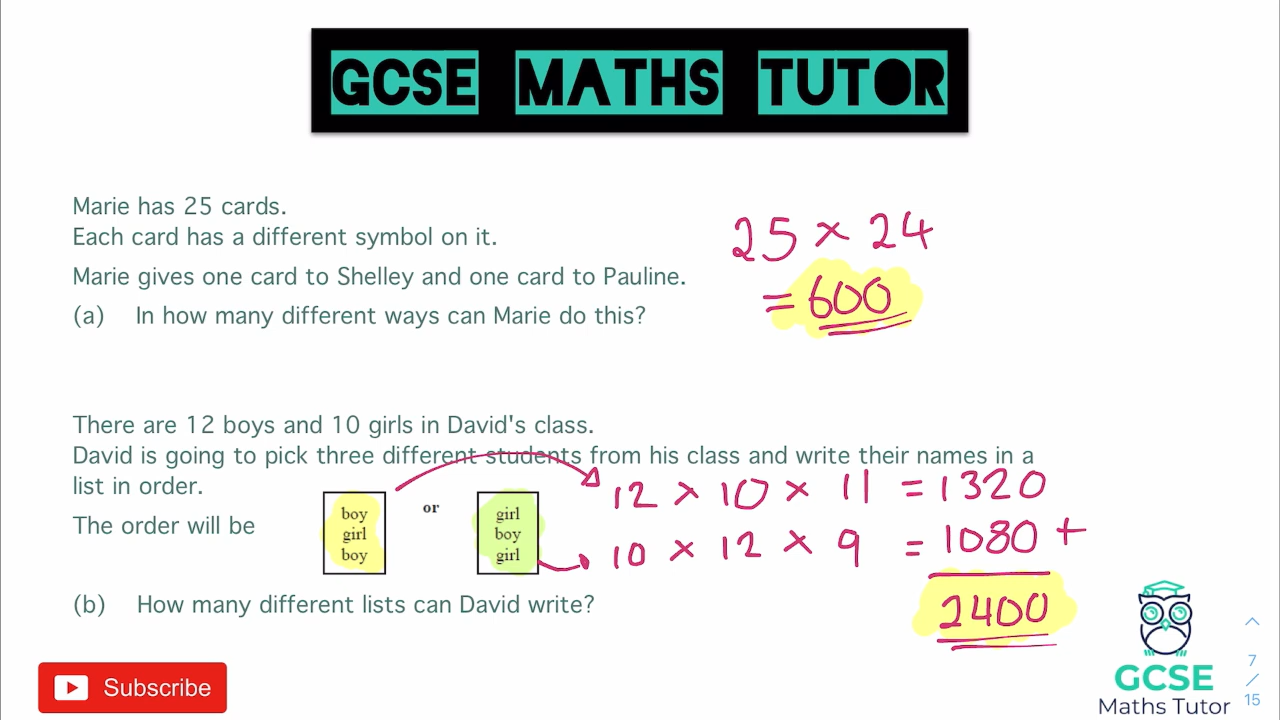 GCSE MATHS TUTOR
Marie has 25 cards.
Each card has a different symbol on it.
Marie gives one card to Shelley and one card to Pauline.
(a) In how many different ways can Marie do this?
25 × 24
= 600
There are 12 boys and 10 girls in David's class.
David is going to pick three different students from his class and write their names in a
list in order.
The order will be
boy
girl
boy
or
girl
boy
girl
12 × 10 × 11 = 1320
10 × 12 × 9 = 1080 +
2400
(b) How many different lists can David write?
Subscribe
GCSE
Maths Tutor
7
/
15